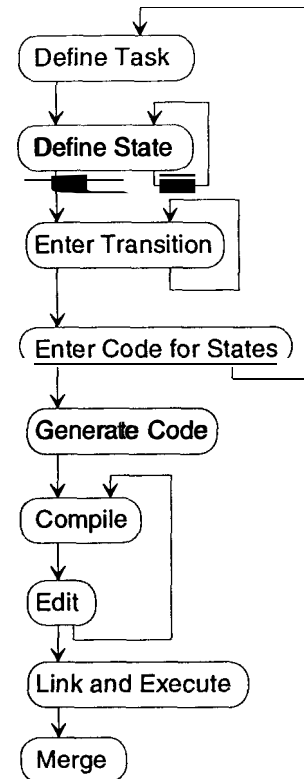 Define Task
Define State
Enter Transition
Enter Code for States
Generate Code
Compile
Edit
Link and Execute
Merge